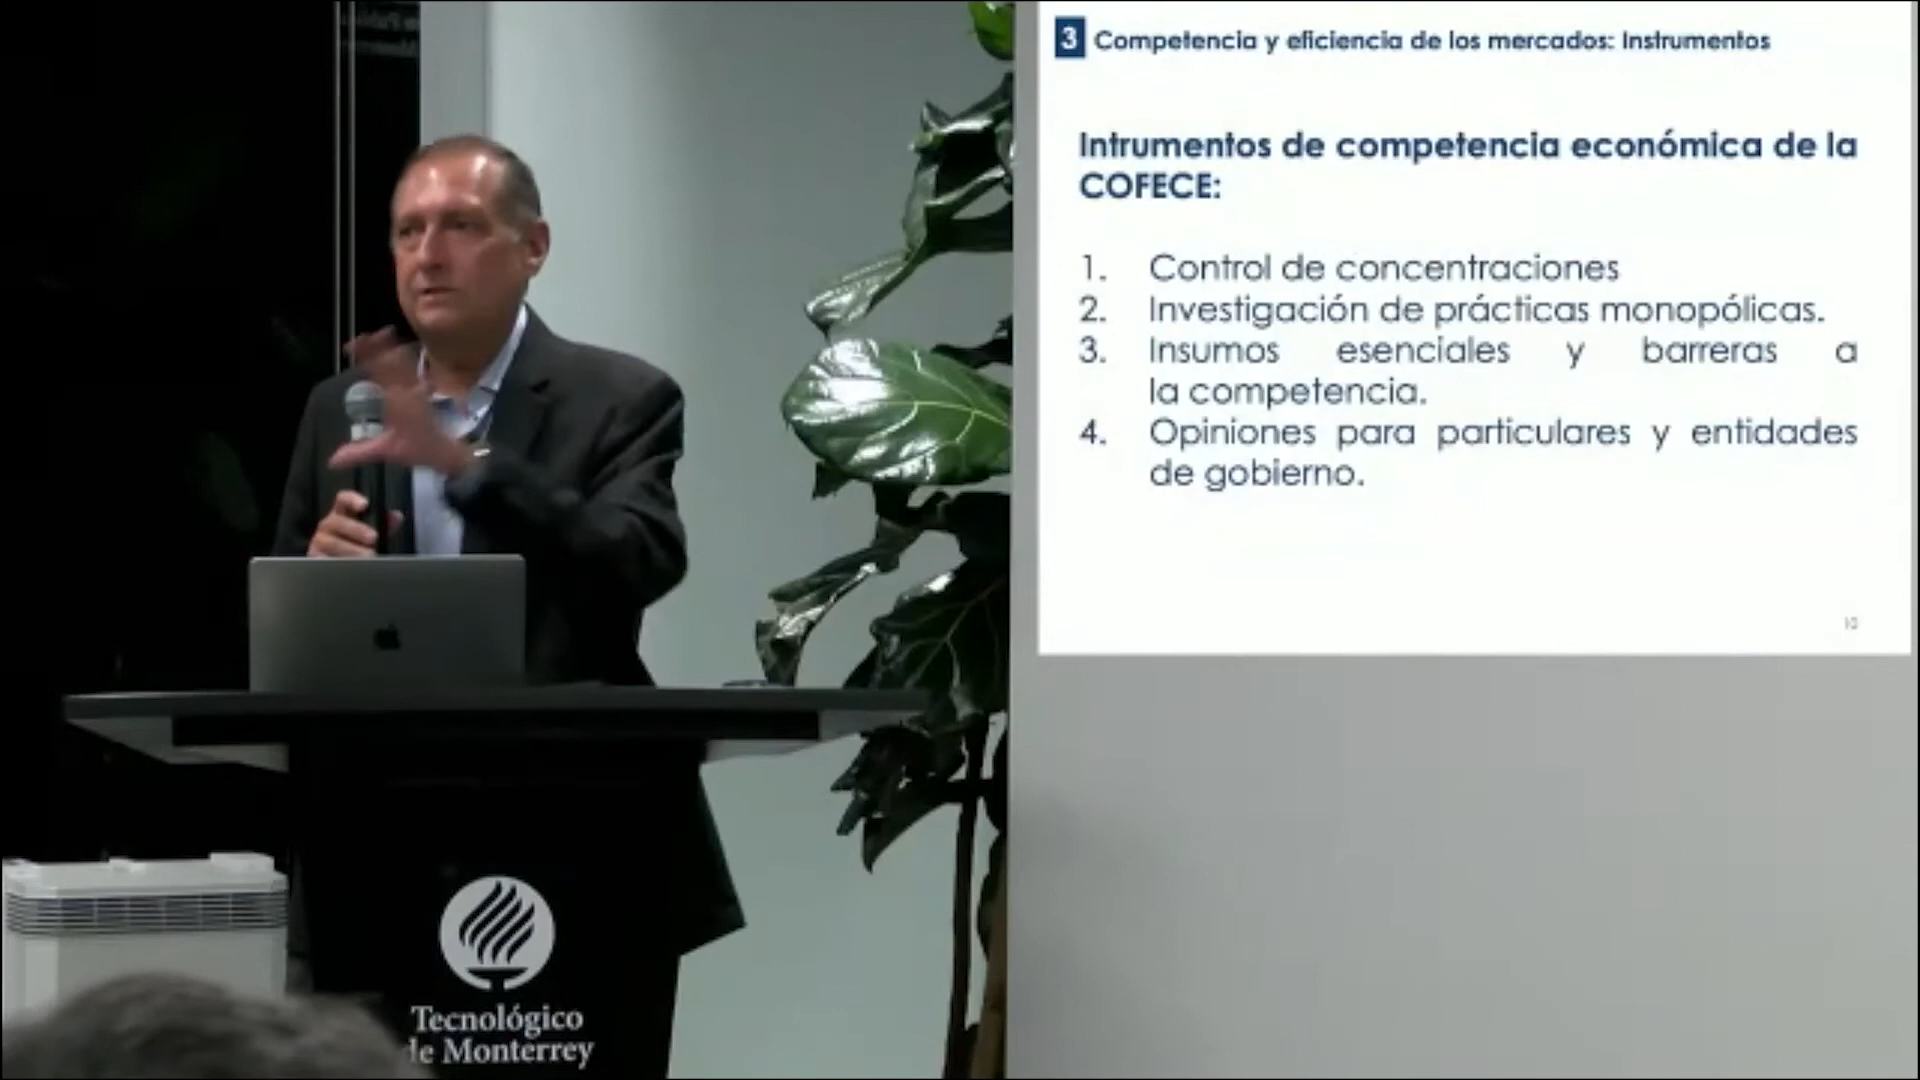 3 Competencia y eficiencia de los mercados: Instrumentos
Intrumentos de competencia económica de la
COFECE:
1. Control de concentraciones
2. Investigación de prácticas monopólicas.
3. Insumos esenciales y barreras a
la competencia.
4. Opiniones para particulares y entidades
de gobierno.
10
Tecnológico
de Monterrey